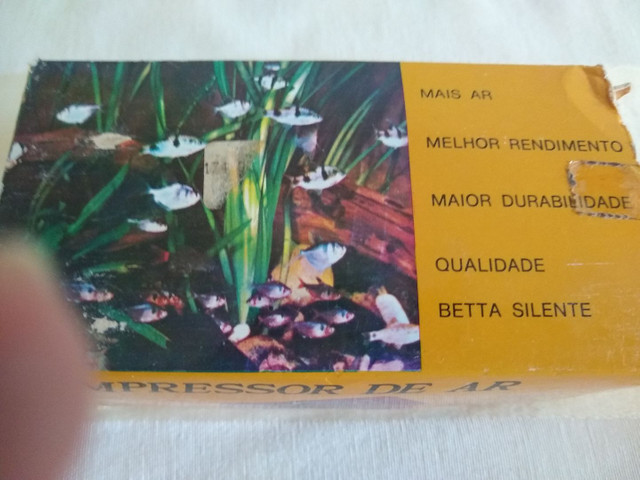 MAIS AR
MELHOR RENDIMENTO
MAIOR DURABILIDADE
QUALIDADE
BETTA SILENTE
MPRESSOR DE AR